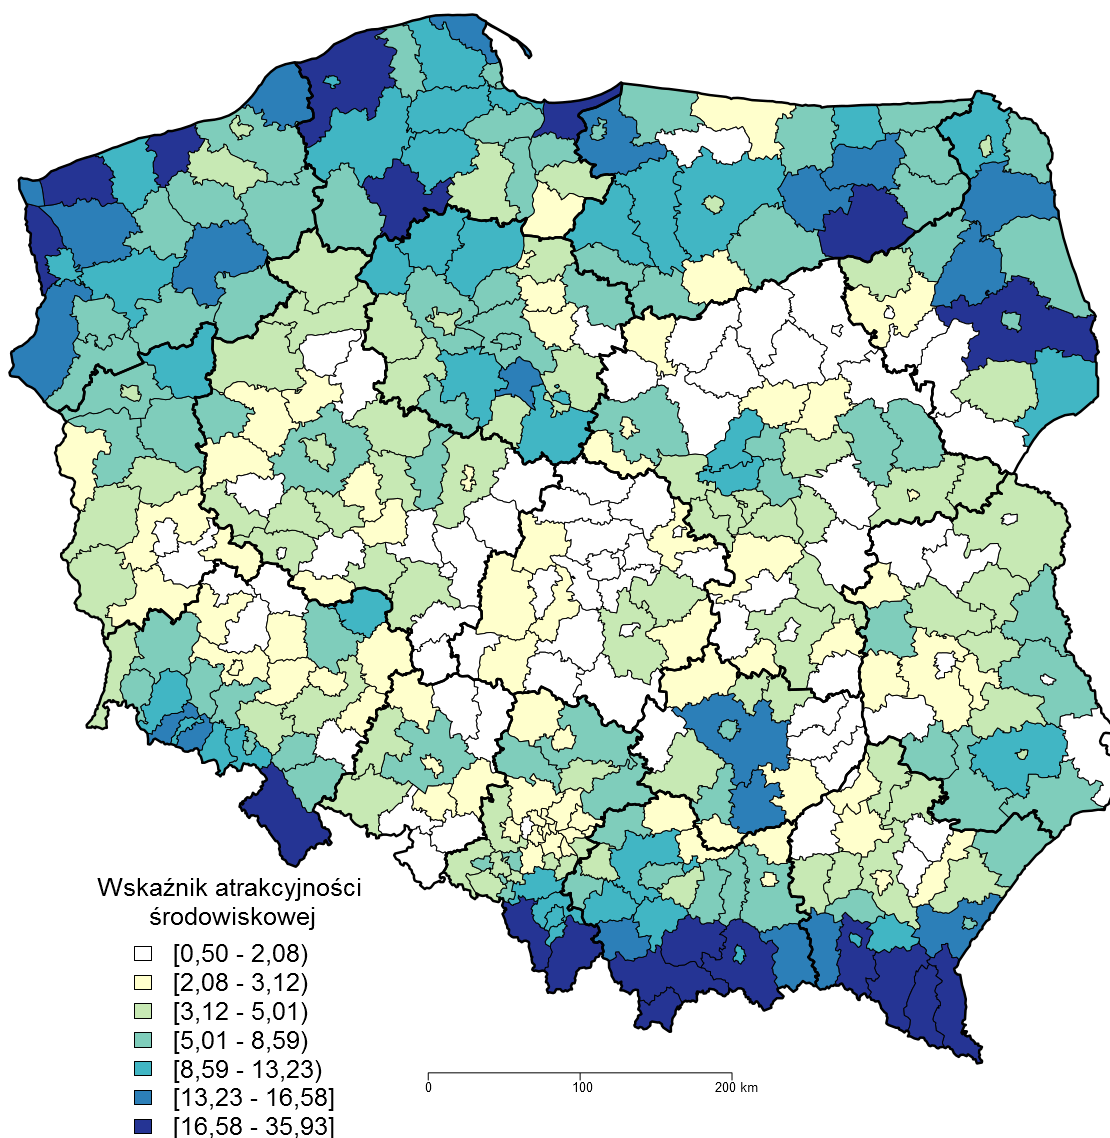 Wskaźnik atrakcyjności
środowiskowej
[0,50 - 2,08)
[2,08 - 3,12)
[3,12 - 5,01)
[5,01 - 8,59)
[8,59 - 13,23)
[13,23 - 16,58]
[16,58 - 35,93]
0 100 200 km